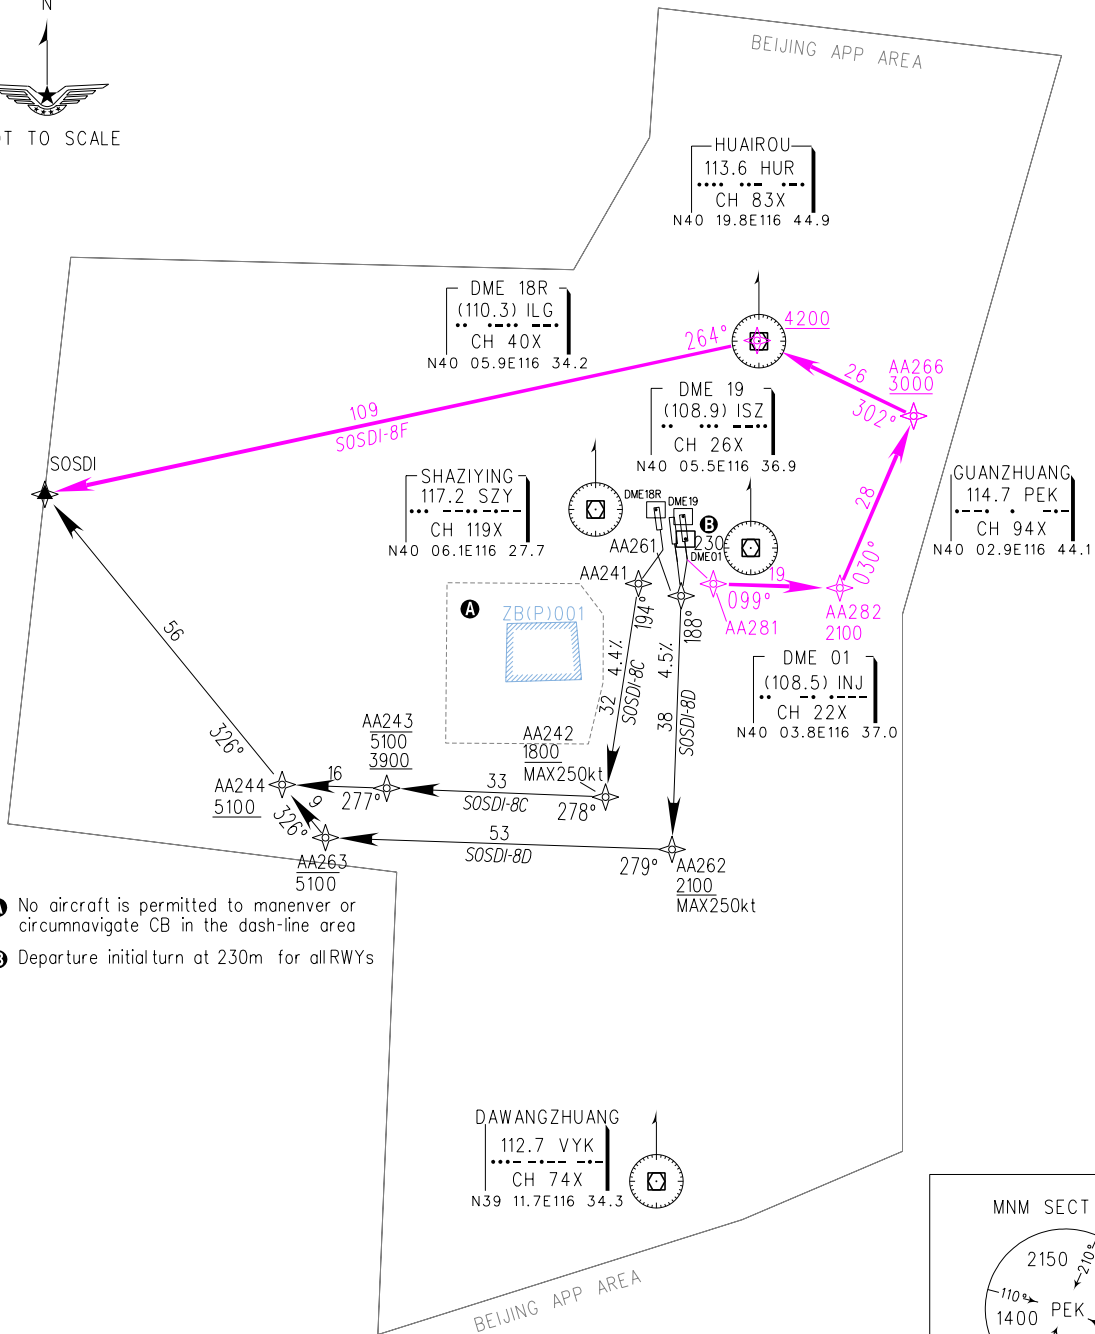 N
NOT TO SCALE
BEIJING APP AREA
HUAIROU
113.6 HUR
CH 83X
N40 19.8E116 44.9
DME 18R
(110.3) ILG
CH 40X
N40 05.9E116 34.2
264°
4200
26
302°
AA266
3000
109
SOSDI-8F
DME 19
(108.9) ISZ
CH 26X
N40 05.5E116 36.9
SOSDI
SHAZIYING
117.2 SZY
CH 119X
N40 06.1E116 27.7
GUANZHUANG
114.7 PEK
CH 94X
N40 02.9E116 44.1
DME18R
DME19
B
230
DME01
AA261
AA241
28
030°
19
099°
AA281
AA282
2100
A
ZB(P)001
194°
4.4%
32
SOSDI-8C
188°
4.5%
38
SOSDI-8D
DME 01
(108.5) INJ
CH 22X
N40 03.8E116 37.0
56
326°
AA243
5100
3900
AA242
1800
MAX250kt
AA244
5100
16
277°
33
SOSDI-8C
278°
9
326°
53
SOSDI-8D
279°
AA263
5100
AA262
2100
MAX250kt
A No aircraft is permitted to manenver or
circumnavigate CB in the dash-line area
B Departure initial turn at 230m for all RWYs
DAWANGZHUANG
112.7 VYK
CH 74X
N39 11.7E116 34.3
BEIJING APP AREA
MNM SECT
2150
210°
110°
1400
PEK